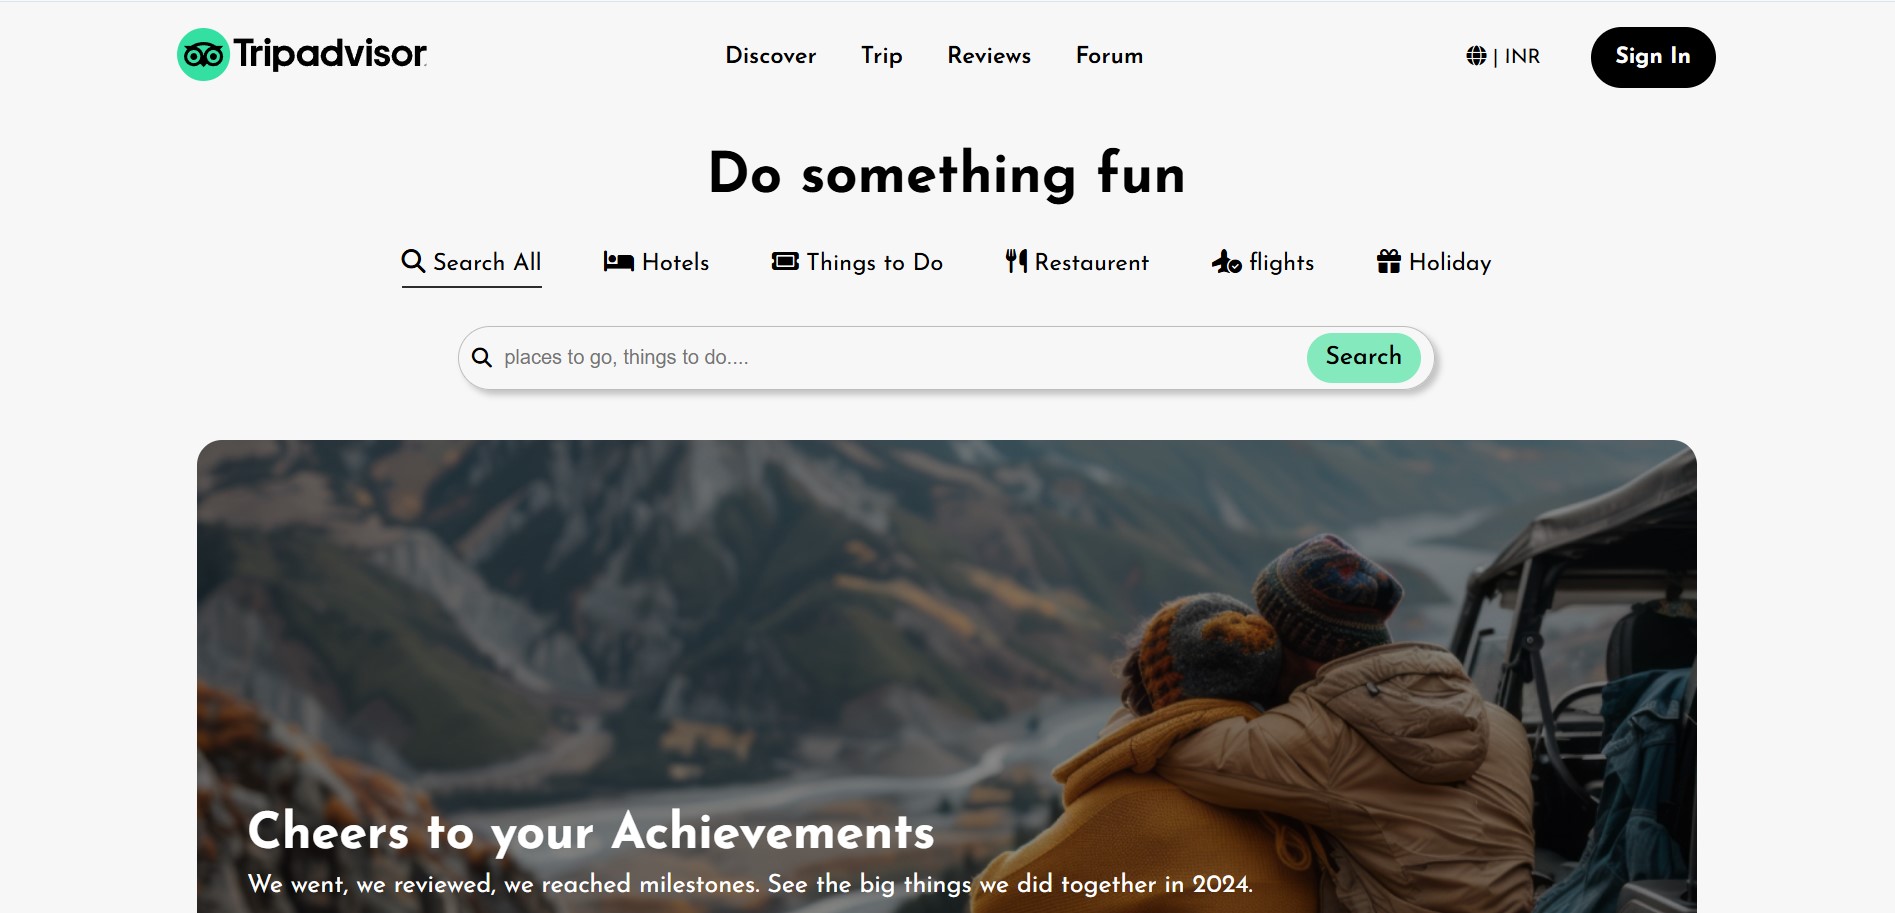 Tripadvisor
Discover Trip Reviews Forum
| INR
Sign In
Do something fun
Search All Hotels Things to Do Restaurent flights Holiday
places to go, things to do....
Search
Cheers to your Achievements
We went, we reviewed, we reached milestones. See the big things we did together in 2024.